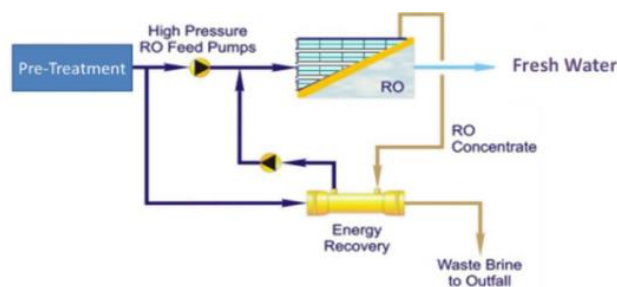 High Pressure
RO Feed Pumps
Pre-Treatment
RO
Fresh Water
RO
Concentrate
Energy
Recovery
Waste Brine
to Outfall